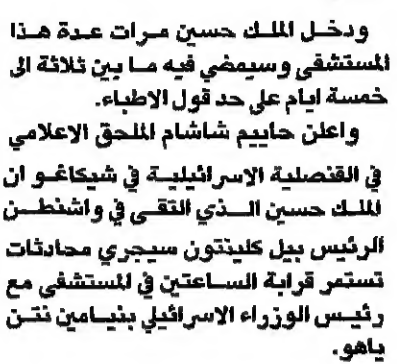 ودخل الملك حسين مرات عدة هذا
المستشفى وسيمضي فيه ما بين ثلاثة الى
خمسة ايام على حد قول الاطباء.
واعلن حاييم شاشام الملحق الاعلامي
في القنصلية الاسرائيلية في شيكاغو ان
الملك حسين الذي التقى في واشنطن
الرئيس بيل كلينتون سيجري محادثات
تستمر قرابة الساعتين في المستشفى مع
رئيس الوزراء الاسرائيلي بنيامين نتن
ياهو.